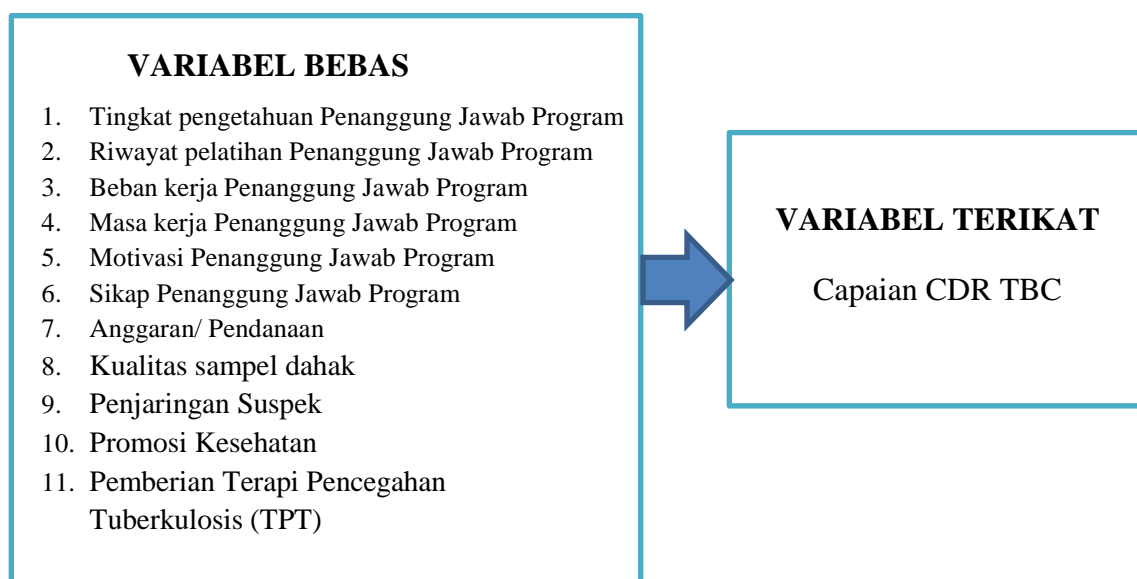 VARIABEL BEBAS
1. Tingkat pengetahuan Penanggung Jawab Program
2. Riwayat pelatihan Penanggung Jawab Program
3. Beban kerja Penanggung Jawab Program
4. Masa kerja Penanggung Jawab Program
5. Motivasi Penanggung Jawab Program
6. Sikap Penanggung Jawab Program
7. Anggaran/ Pendanaan
8. Kualitas sampel dahak
9. Penjaringan Suspek
10. Promosi Kesehatan
11. Pemberian Terapi Pencegahan
Tuberkulosis (TPT)
VARIABEL TERIKAT
Capaian CDR TBC